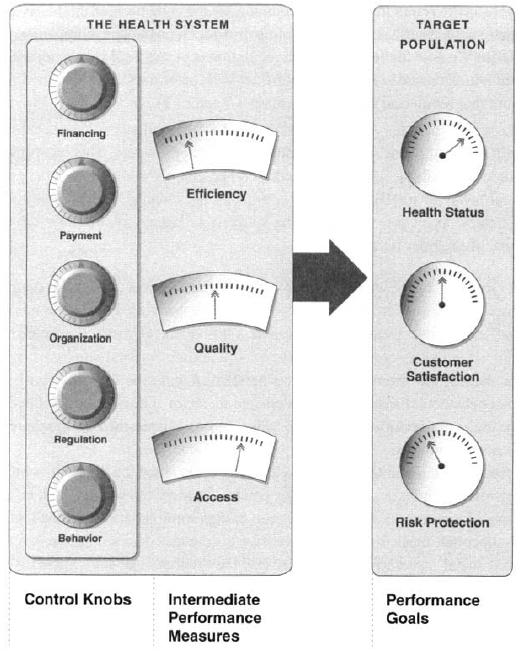 THE HEALTH SYSTEM
Financing
Payment
Organization
Regulation
Behavior
Efficiency
Quality
Access
TARGET
POPULATION
Health Status
Customer
Satisfaction
Risk Protection
Control Knobs
Intermediate
Performance
Measures
Performance
Goals